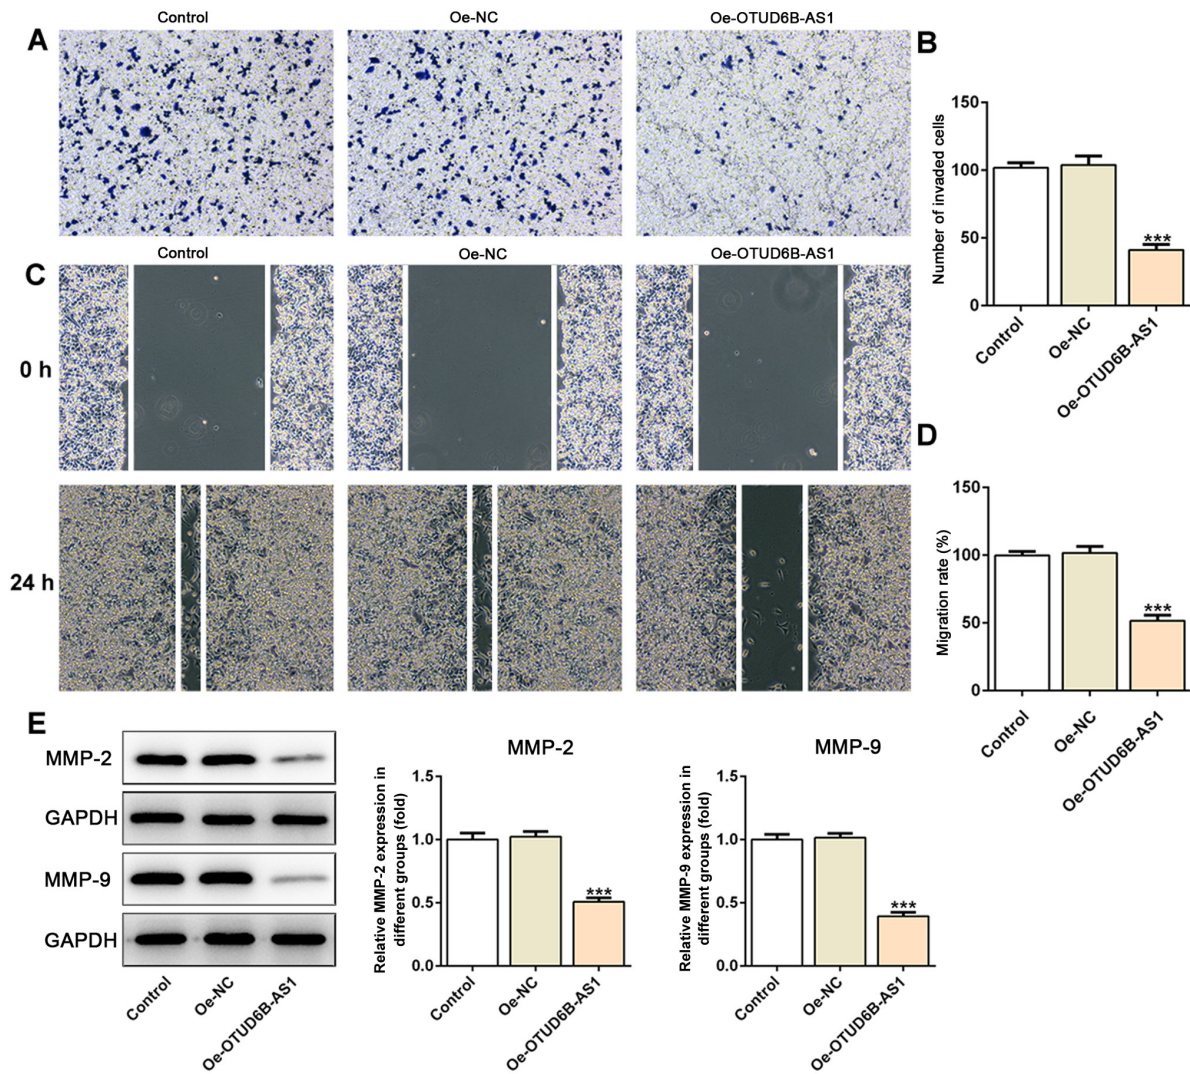 A
Control
Oe-NC
Oe-OTUD6B-AS1
B
Number of invaded cells
150
100
50
0
***
Control
Oe-NC
Oe-OTUD6B-AS1
C
Control
Oe-NC
Oe-OTUD6B-AS1
0 h
24 h
D
Migration rate (%)
150
100
50
0
***
Control
Oe-NC
Oe-OTUD6B-AS1
E
MMP-2
GAPDH
MMP-9
GAPDH
Control
Oe-NC
Oe-OTUD6B-AS1
MMP-2
Relative MMP-2 expression in
different groups (fold)
1.5
1.0
0.5
0.0
***
Control
Oe-NC
Oe-OTUD6B-AS1
MMP-9
Relative MMP-9 expression in
different groups (fold)
1.5
1.0
0.5
0.0
***
Control
Oe-NC
Oe-OTUD6B-AS1